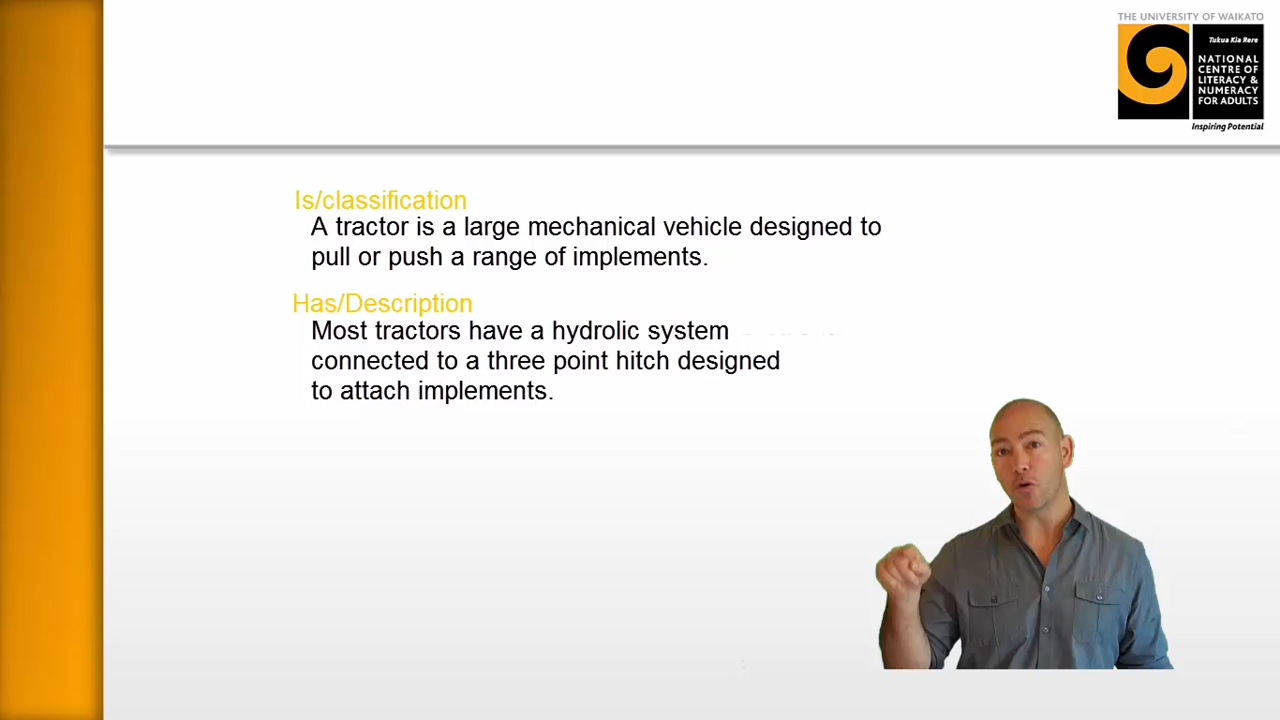 THE UNIVERSITY OF WAIKATO
Tukua Kia Rere
NATIONAL
CENTRE OF
LITERACY &
NUMERACY
FOR ADULTS
Inspiring Potential
Is/classification
A tractor is a large mechanical vehicle designed to
pull or push a range of implements.
Has/Description
Most tractors have a hydrolic system
connected to a three point hitch designed
to attach implements.